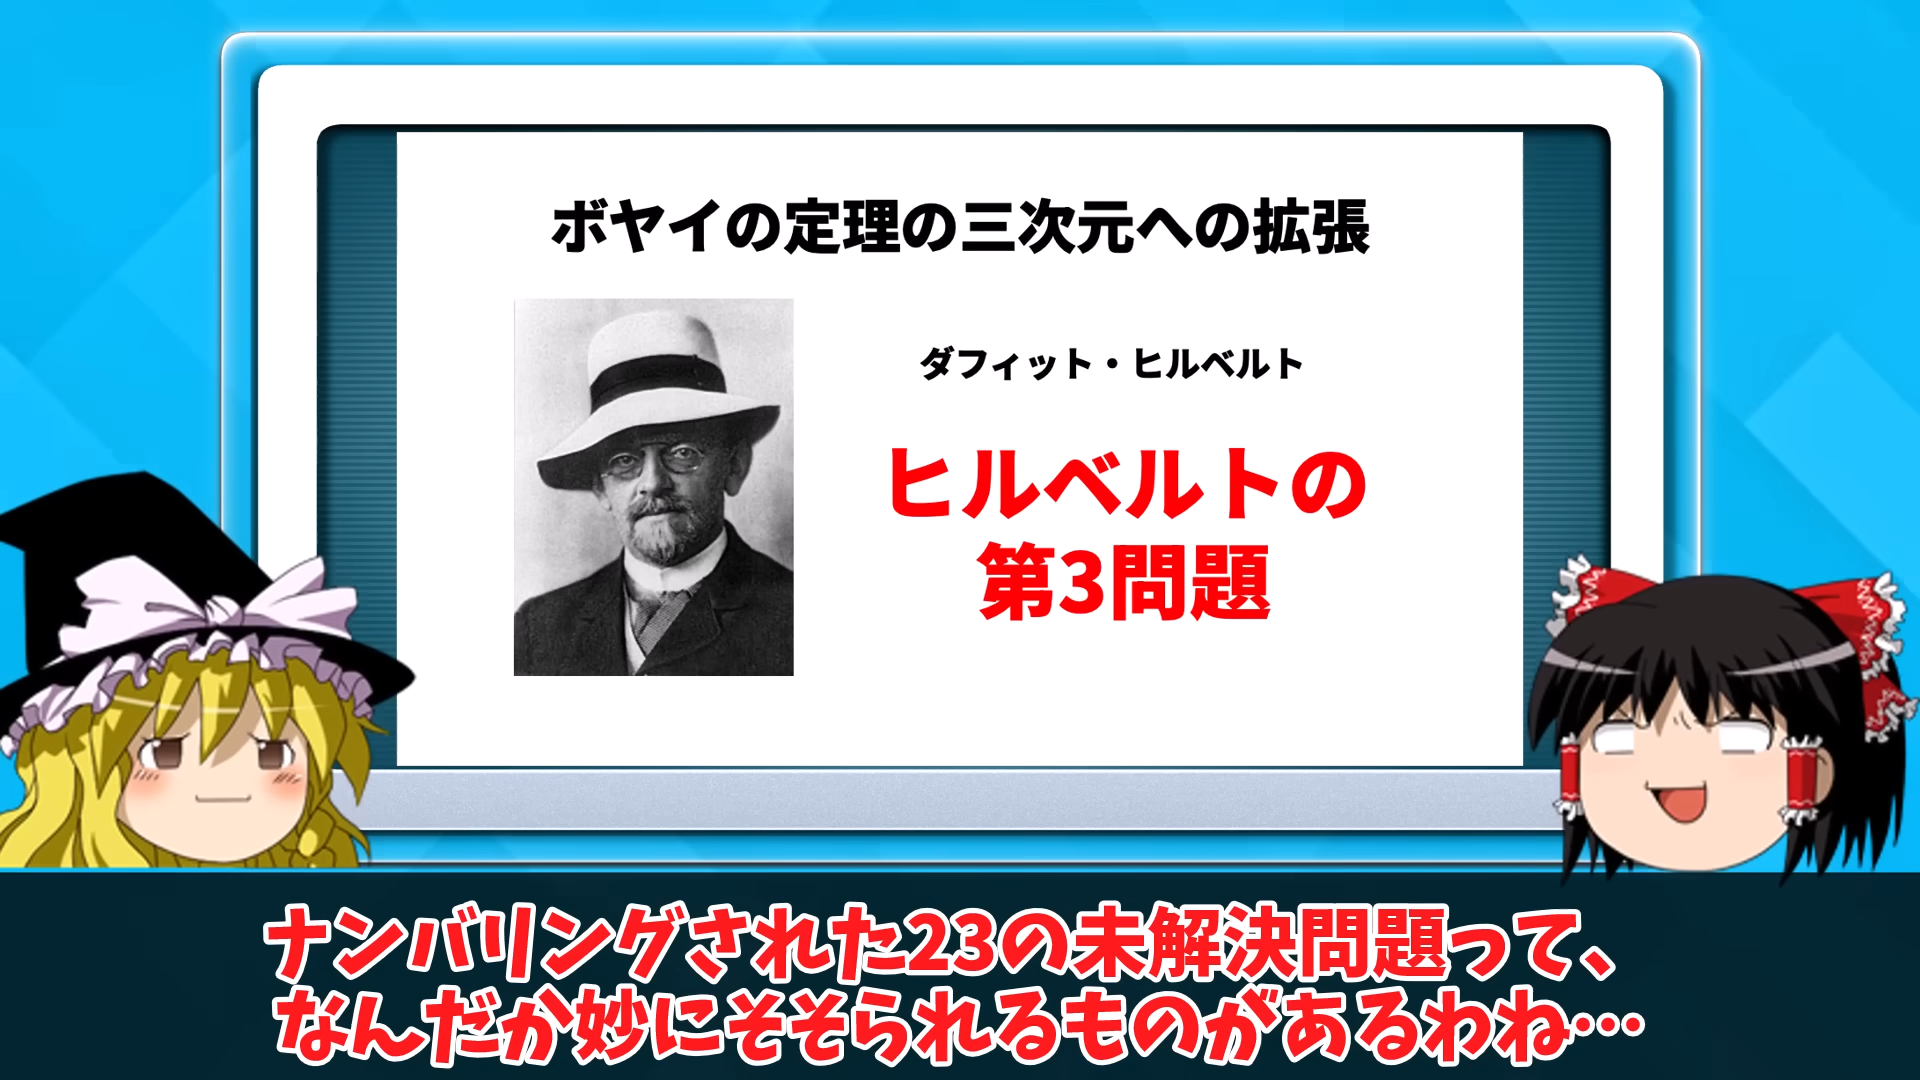 ボヤイの定理の三次元への拡張
ダフィット・ヒルベルト
ヒルベルトの
第3問題
ナンバリングされた23の未解決問題って、
なんだか妙にそそられるものがあるわね…